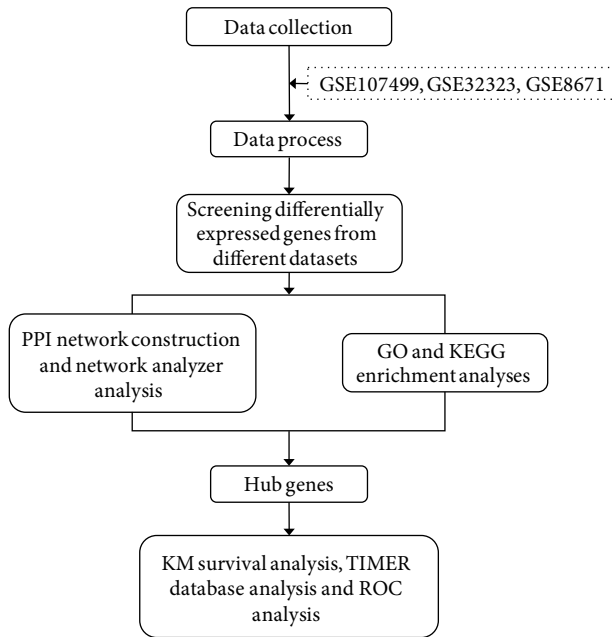 Data collection
GSE107499, GSE32323, GSE8671
Data process
Screening differentially
expressed genes from
different datasets
PPI network construction
and network analyzer
analysis
GO and KEGG
enrichment analyses
Hub genes
KM survival analysis, TIMER
database analysis and ROC
analysis